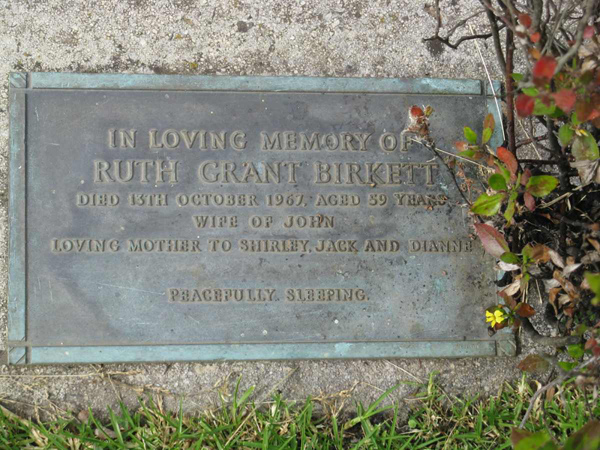 IN LOVING MEMORY OF
RUTH GRANT BIRKETT
DIED 13TH OCTOBER 1967, AGED 59 YEARS
WIFE OF JOHN
LOVING MOTHER TO SHIRLEY, JACK AND DIANNE
PEACEFULLY SLEEPING.